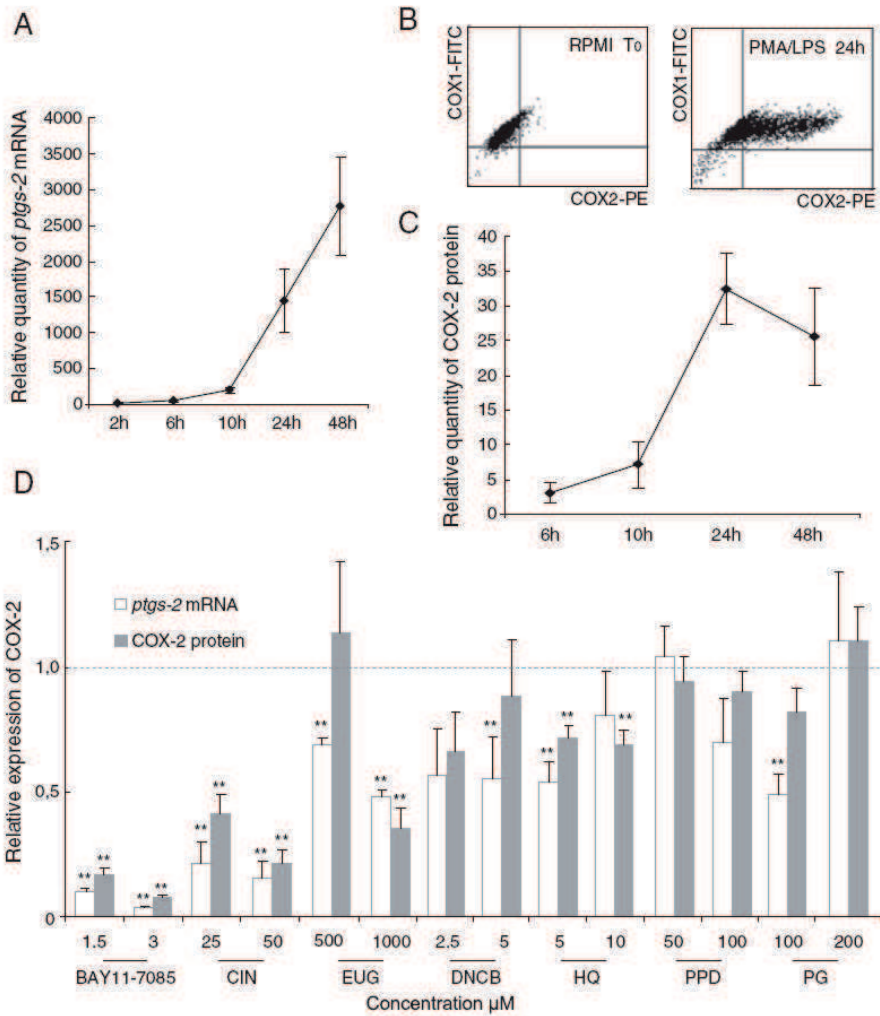 A
Relative quantity of ptgs-2 mRNA
4000
3500
3000
2500
2000
1500
1000
500
0
2h 6h 10h 24h 48h
B
COX1-FITC
RPMI T0
COX2-PE
COX1-FITC
PMA/LPS 24h
COX2-PE
C
Relative quantity of COX-2 protein
40
35
30
25
20
15
10
5
0
6h 10h 24h 48h
D
Relative expression of COX-2
1,5
1.0
0.5
0
ptgs-2 mRNA
COX-2 protein
** ** ** ** ** ** ** ** ** ** ** ** ** ** ** **
1.5 3 25 50 500 1000 2.5 5 5 10 50 100 100 200
BAY11-7085 CIN EUG DNCB HQ PPD PG
Concentration µM